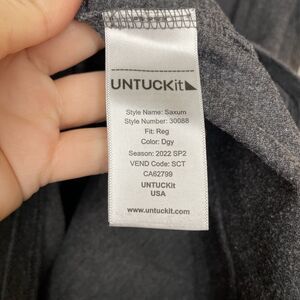 UNTUCKit
Style Name: Saxum
Style Number: 30088
Fit: Reg
Color: Dgy
Season: 2022 SP2
VEND Code: SCT
CA62799
UNTUCKit
USA
www.untuckit.com